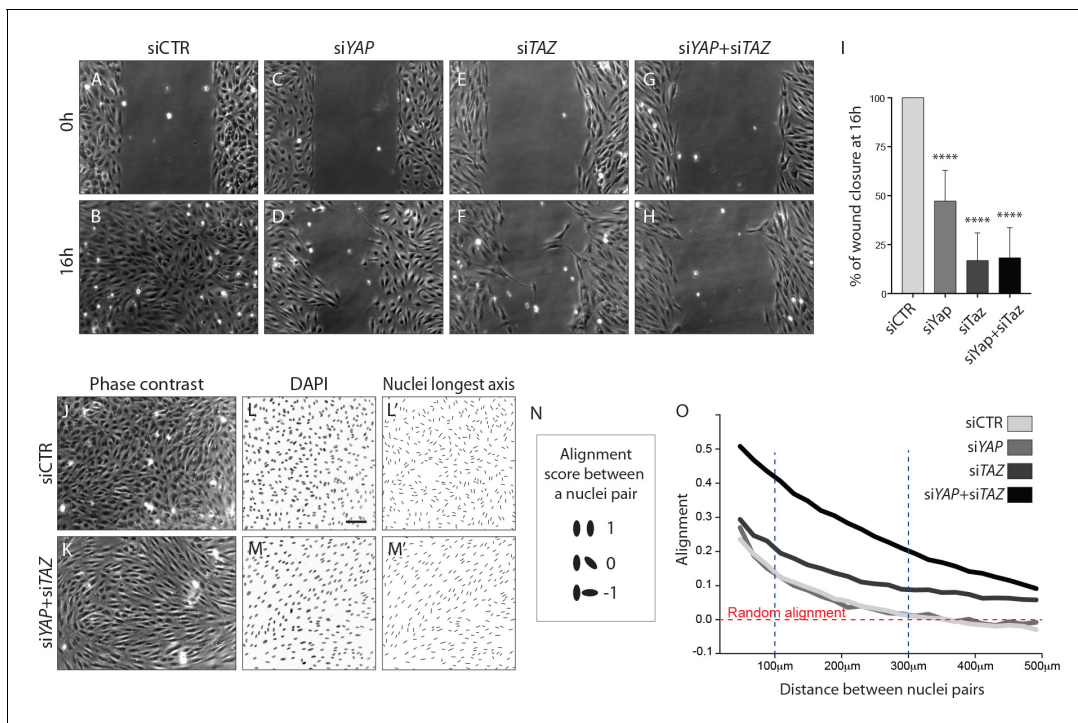 siCTR
siYAP
siTAZ
siYAP+siTAZ
0h
A
C
E
G
16h
B
D
F
H
I
% of wound closure at 16h
100
75
50
25
0
****
****
****
siCTR
siYap
siTaz
siYap+siTaz
Phase contrast
DAPI
Nuclei longest axis
siCTR
J
L
L'
siYAP+siTAZ
K
M
M'
N
Alignment
score between
a nuclei pair
1
0
-1
O
siCTR
siYAP
siTAZ
siYAP+siTAZ
Alignment
0.5
0.4
0.3
0.2
0.1
0.0
-0.1
Random alignment
100µm
200µm
300µm
400µm
500µm
Distance between nuclei pairs